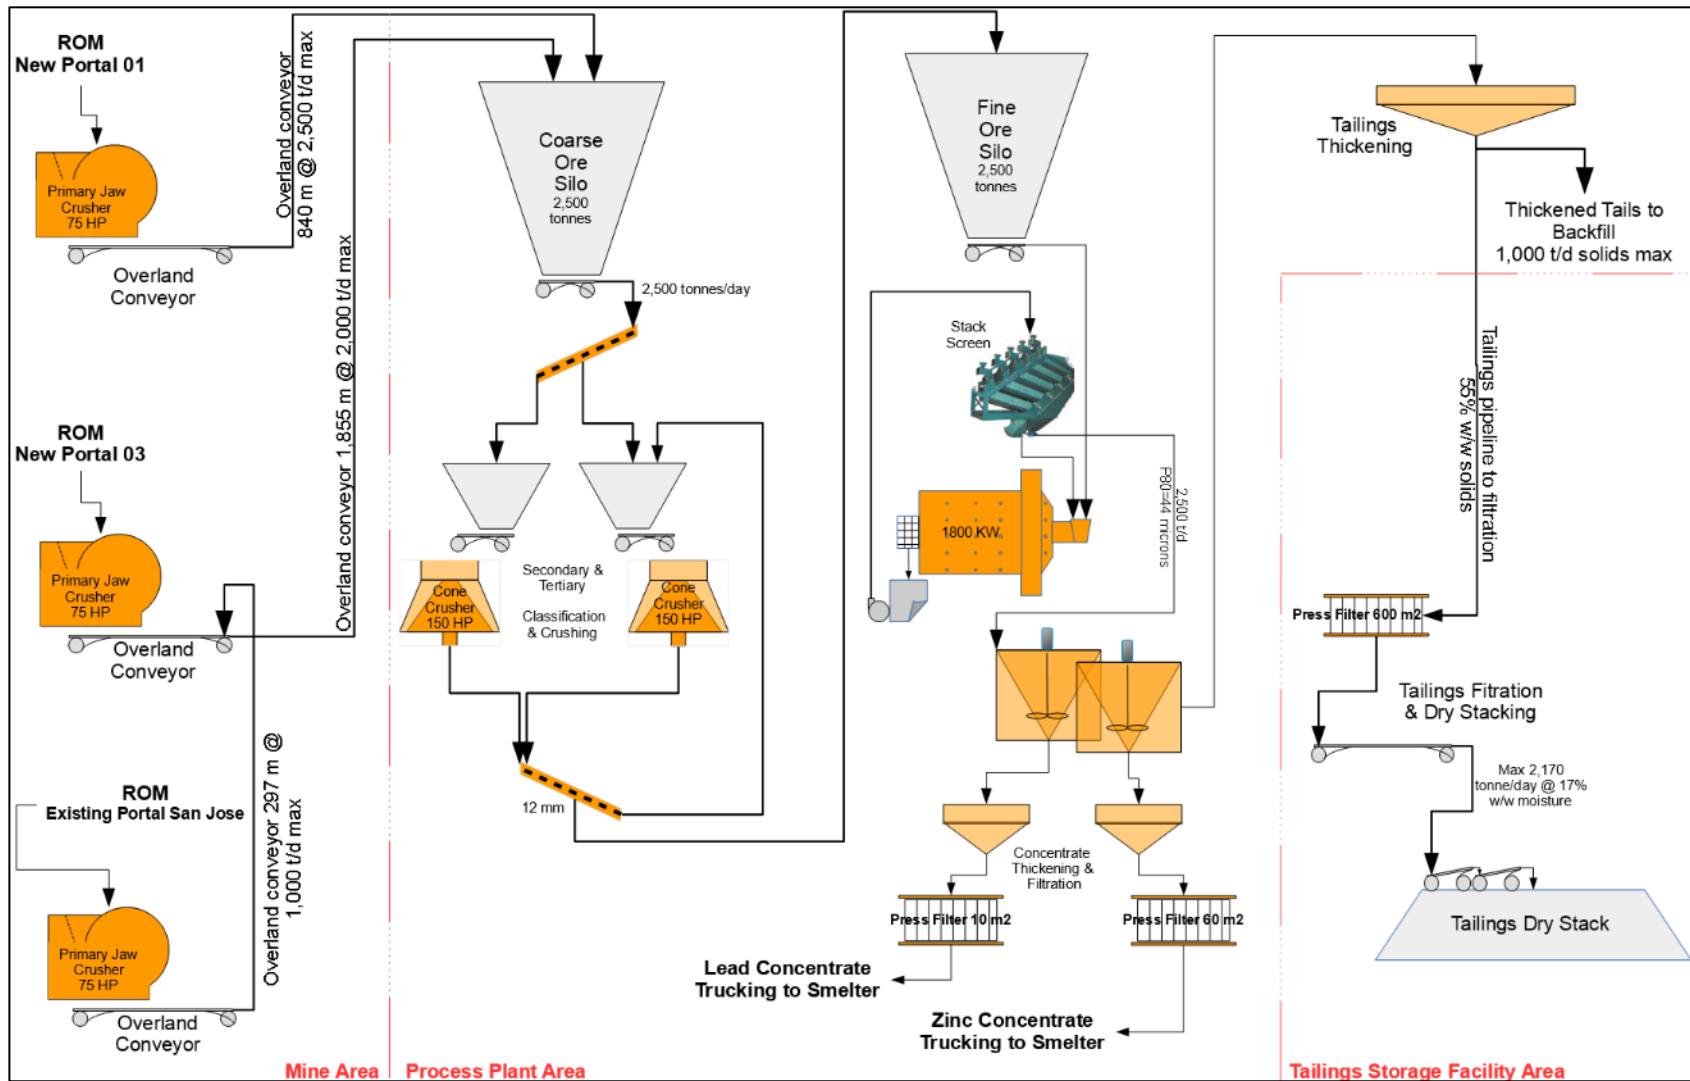 ROM
New Portal 01
Primary Jaw
Crusher
75 HP
Overland
Conveyor
Overland conveyor
840 m @ 2,500 t/d max
ROM
New Portal 03
Primary Jaw
Crusher
75 HP
Overland
Conveyor
Overland conveyor 1,855 m @ 2,000 t/d max
ROM
Existing Portal San Jose
Primary Jaw
Crusher
75 HP
Overland
Conveyor
Overland conveyor 297 m @
1,000 t/d max
Mine Area
Coarse
Ore
Silo
2,500
tonnes
2,500 tonnes/day
Cone
Crusher
150 HP
Secondary &
Tertiary
Classification
& Crushing
Cone
Crusher
150 HP
12 mm
Process Plant Area
Fine
Ore
Silo
2,500
tonnes
Stack
Screen
1800 KW
2,500 t/d
P80=44 microns
Concentrate
Thickening &
Filtration
Press Filter 10 m2
Press Filter 60 m2
Lead Concentrate
Trucking to Smelter
Zinc Concentrate
Trucking to Smelter
Tailings
Thickening
Thickened Tails to
Backfill
1,000 t/d solids max
Tailings pipeline to filtration
55% w/w solids
Press Filter 600 m2
Tailings Fitration
& Dry Stacking
Max 2,170
tonne/day @ 17%
w/w moisture
Tailings Dry Stack
Tailings Storage Facility Area